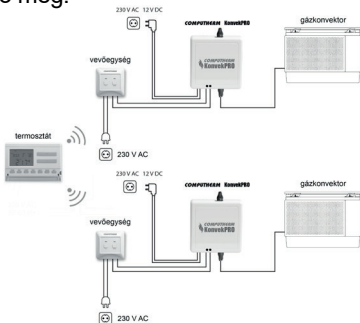 e meg.
230 V AC 12 V DC
COMPUTHERM KonvekPRO
gázkonvektor
vevőegység
COMPUTHERM
KonvekPRO
230 V AC
termosztát
230 V AC 12 V DC
COMPUTHERM KonvekPRO
gázkonvektor
vevőegység
COMPUTHERM
KonvekPRO
230 V AC